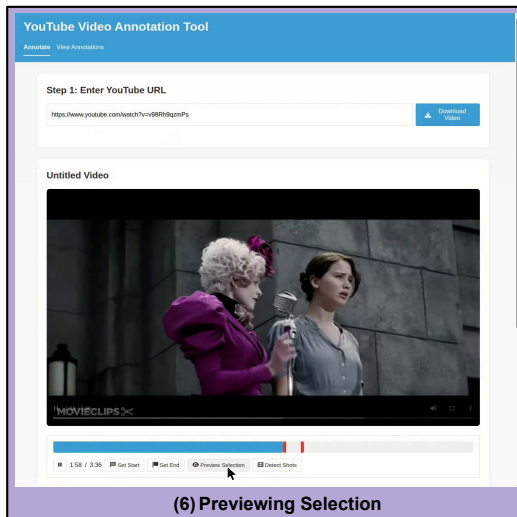 YouTube Video Annotation Tool
Annotate View Annotations
Step 1: Enter YouTube URL
https://www.youtube.com/watch?v=v98Rh9qzmPs
Download
Video
Untitled Video
MOVIECLIPS
1:58 / 3:36 Set Start Set End Preview Selection Detect Shots
(6) Previewing Selection